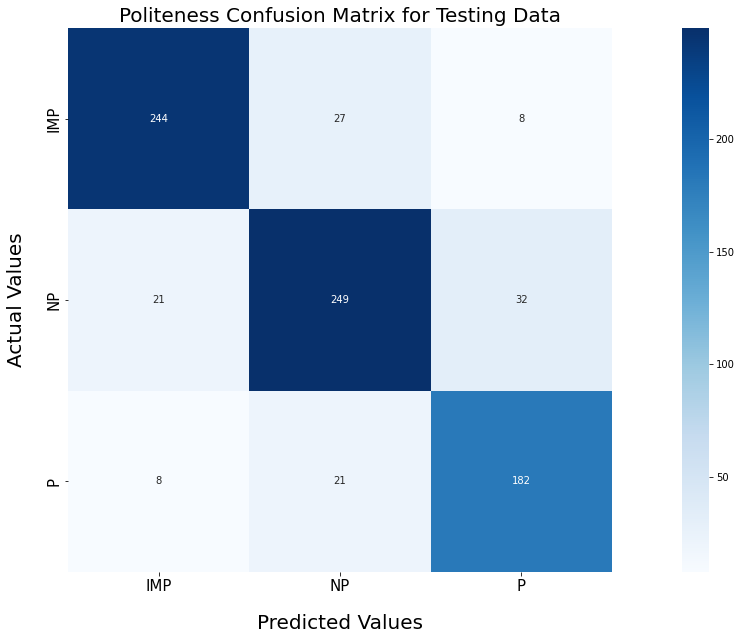 Politeness Confusion Matrix for Testing Data
Actual Values
IMP
244
27
8
NP
21
249
32
P
8
21
182
IMP
NP
P
Predicted Values
200
150
100
50